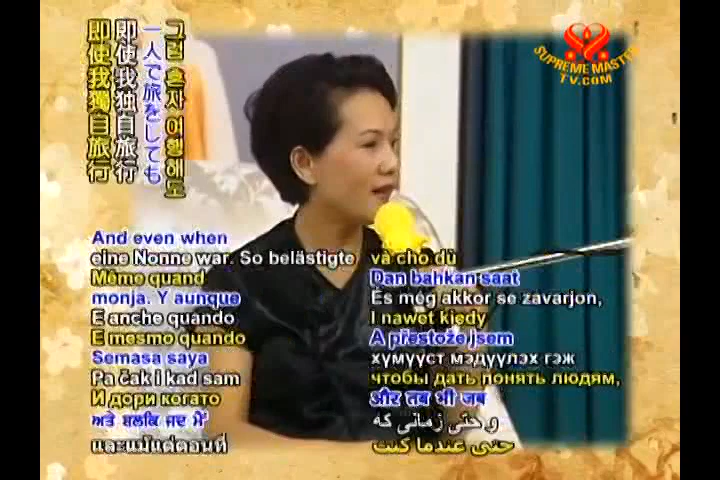 그럼 혼자 여행해도
一人で旅をしても
即使我独自旅行
即使我獨自旅行
SUPREME MASTER
TV.COM
And even when
eine Nonne war. So belästigte
Même quand
monja. Y aunque
E anche quando
E mesmo quando
Semasa saya
Pa čak i kad sam
И дори когато
ਅਤੇ ਬਲਕਿ ਜਦ ਮੈਂ
และแม้แต่ตอนที่
và cho dù
Dan bahkan saat
És még akkor se zavarjon,
I nawet kiedy
A přestože jsem
хүмүүст мэдүүлэх гэж
чтобы дать понять людям,
और तब भी जब
و حتی زمانی که
حتى عندما كنت